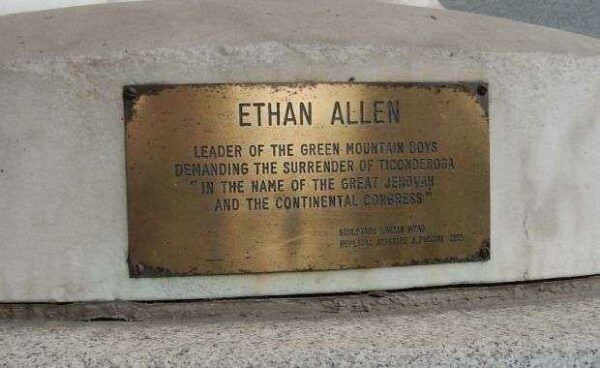 ETHAN ALLEN
LEADER OF THE GREEN MOUNTAIN BOYS
DEMANDING THE SURRENDER OF TICONDEROGA
"IN THE NAME OF THE GREAT JEHOVAH
AND THE CONTINENTAL CONGRESS"
SCULPTOR: LARKIN MEAD
REPLICA: